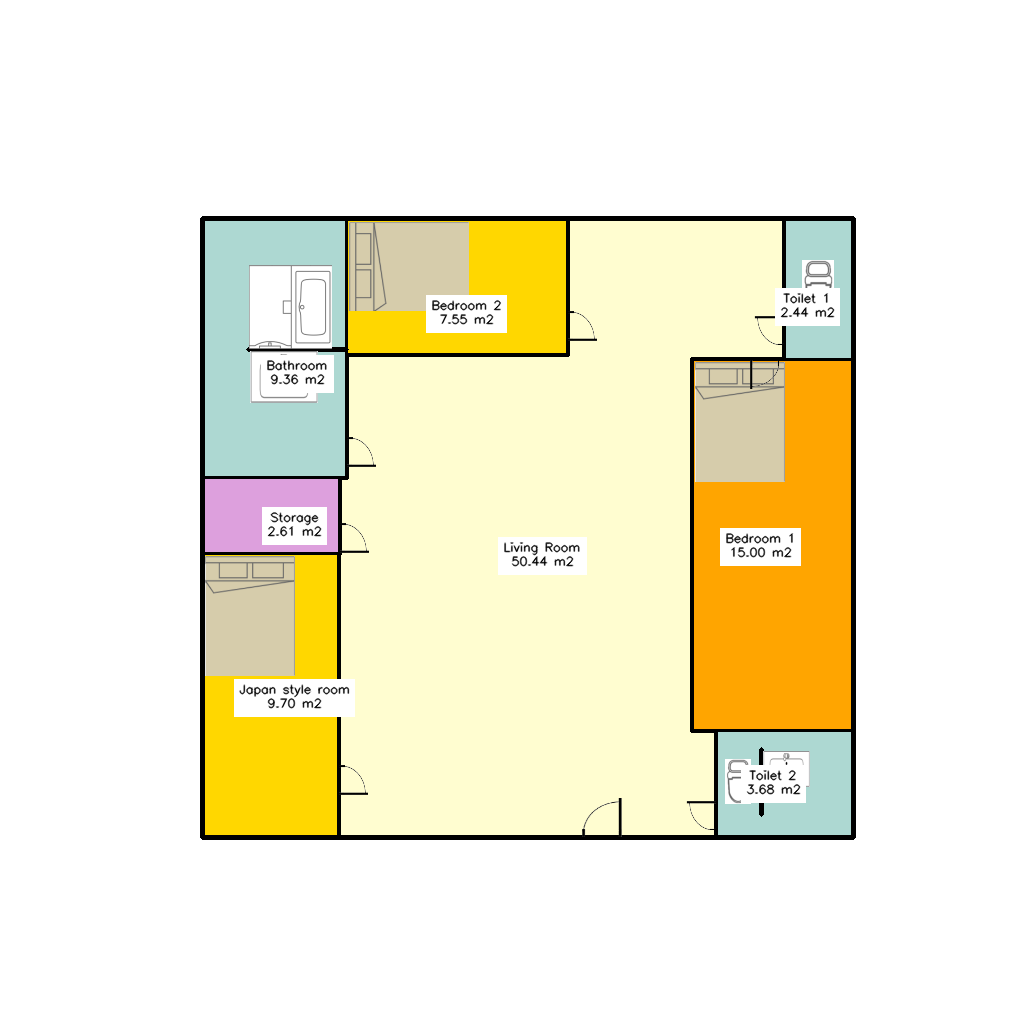 Bedroom 2
7.55 m2
Toilet 1
2.44 m2
Bathroom
9.36 m2
Storage
2.61 m2
Living Room
50.44 m2
Bedroom 1
15.00 m2
Japan style room
9.70 m2
Toilet 2
3.68 m2